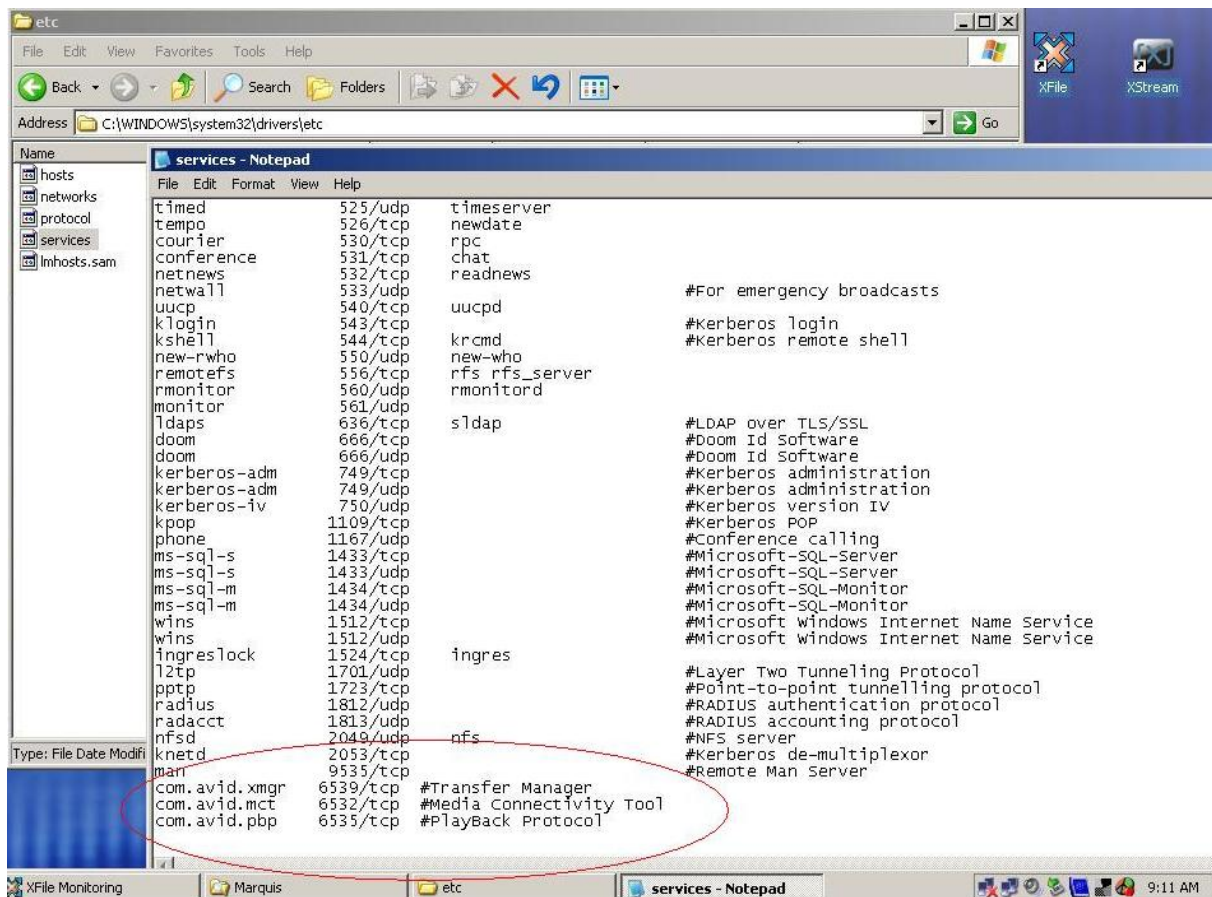 etc
File Edit View Favorites Tools Help
Back Search Folders
Address C:\WINDOWS\system32\drivers\etc Go
XFile
XStream
Name
hosts
networks
protocol
services
lmhosts.sam
Type: File Date Modifi
services - Notepad
File Edit Format View Help
timed 525/udp timeserver
tempo 526/tcp newdate
courier 530/tcp rpc
conference 531/tcp chat
netnews 532/tcp readnews
netwall 533/udp #For emergency broadcasts
uucp 540/tcp uucpd
klogin 543/tcp #Kerberos login
kshell 544/tcp krcmd #Kerberos remote shell
new-rwho 550/udp new-who
remotefs 556/tcp rfs rfs_server
rmonitor 560/udp rmonitord
monitor 561/udp
ldaps 636/tcp sldap #LDAP over TLS/SSL
doom 666/tcp #Doom Id Software
doom 666/udp #Doom Id Software
kerberos-adm 749/tcp #Kerberos administration
kerberos-adm 749/udp #Kerberos administration
kerberos-iv 750/udp #Kerberos version IV
kpop 1109/tcp #Kerberos POP
phone 1167/udp #Conference calling
ms-sql-s 1433/tcp #Microsoft-SQL-Server
ms-sql-s 1433/udp #Microsoft-SQL-Server
ms-sql-m 1434/tcp #Microsoft-SQL-Monitor
ms-sql-m 1434/udp #Microsoft-SQL-Monitor
wins 1512/tcp #Microsoft Windows Internet Name Service
wins 1512/udp #Microsoft Windows Internet Name Service
ingreslock 1524/tcp ingres
l2tp 1701/udp #Layer Two Tunneling Protocol
pptp 1723/tcp #Point-to-point tunnelling protocol
radius 1812/udp #RADIUS authentication protocol
radacct 1813/udp #RADIUS accounting protocol
nfsd 2049/udp nfs #NFS server
knetd 2053/tcp #Kerberos de-multiplexor
man 9535/tcp #Remote Man Server
com.avid.xmgr 6539/tcp #Transfer Manager
com.avid.mct 6532/tcp #Media Connectivity Tool
com.avid.pbp 6535/tcp #PlayBack Protocol
XFile Monitoring Marquis etc services - Notepad 9:11 AM